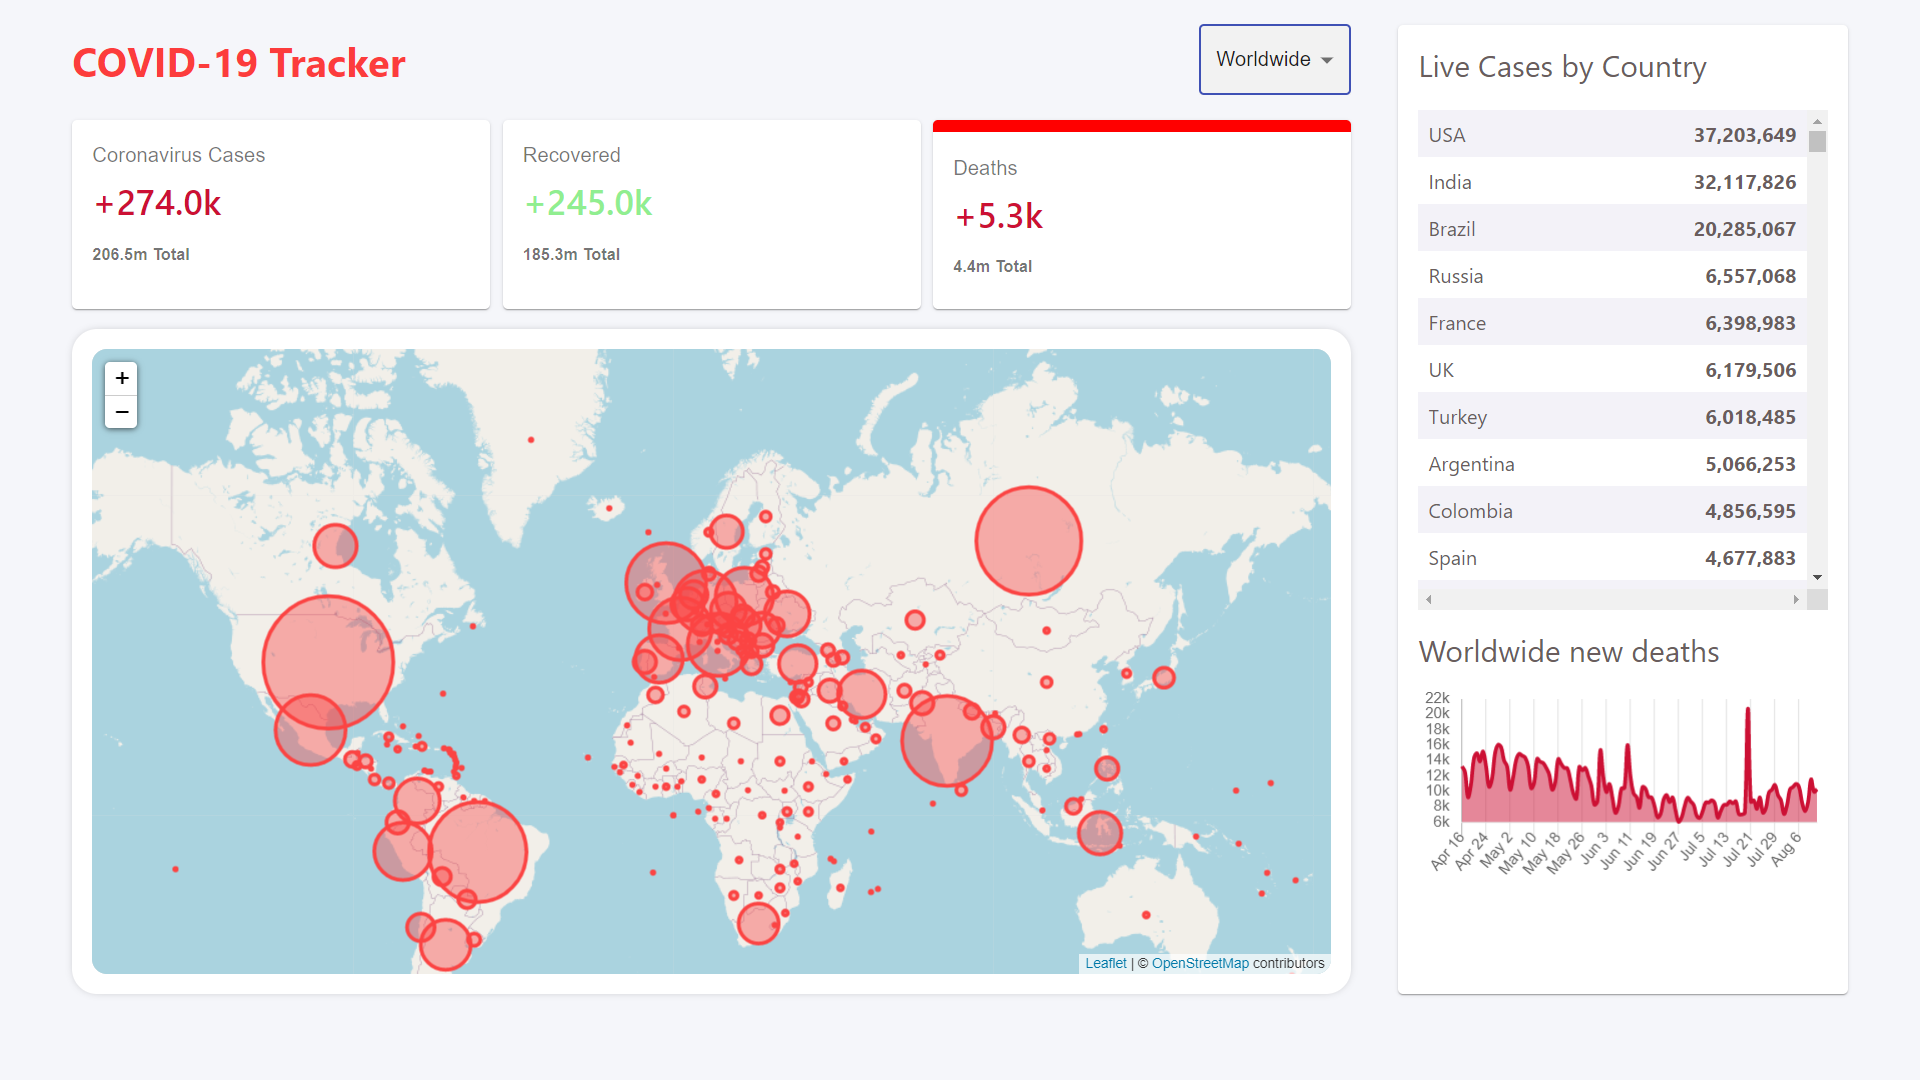 COVID-19 Tracker
Worldwide
Coronavirus Cases
+274.0k
206.5m Total
Recovered
+245.0k
185.3m Total
Deaths
+5.3k
4.4m Total
+
−
Leaflet | © OpenStreetMap contributors
Live Cases by Country
USA 37,203,649
India 32,117,826
Brazil 20,285,067
Russia 6,557,068
France 6,398,983
UK 6,179,506
Turkey 6,018,485
Argentina 5,066,253
Colombia 4,856,595
Spain 4,677,883
Worldwide new deaths
22k
20k
18k
16k
14k
12k
10k
8k
6k
Apr 16
Apr 24
May 2
May 10
May 18
May 26
Jun 3
Jun 11
Jun 19
Jun 27
Jul 5
Jul 13
Jul 21
Jul 29
Aug 6